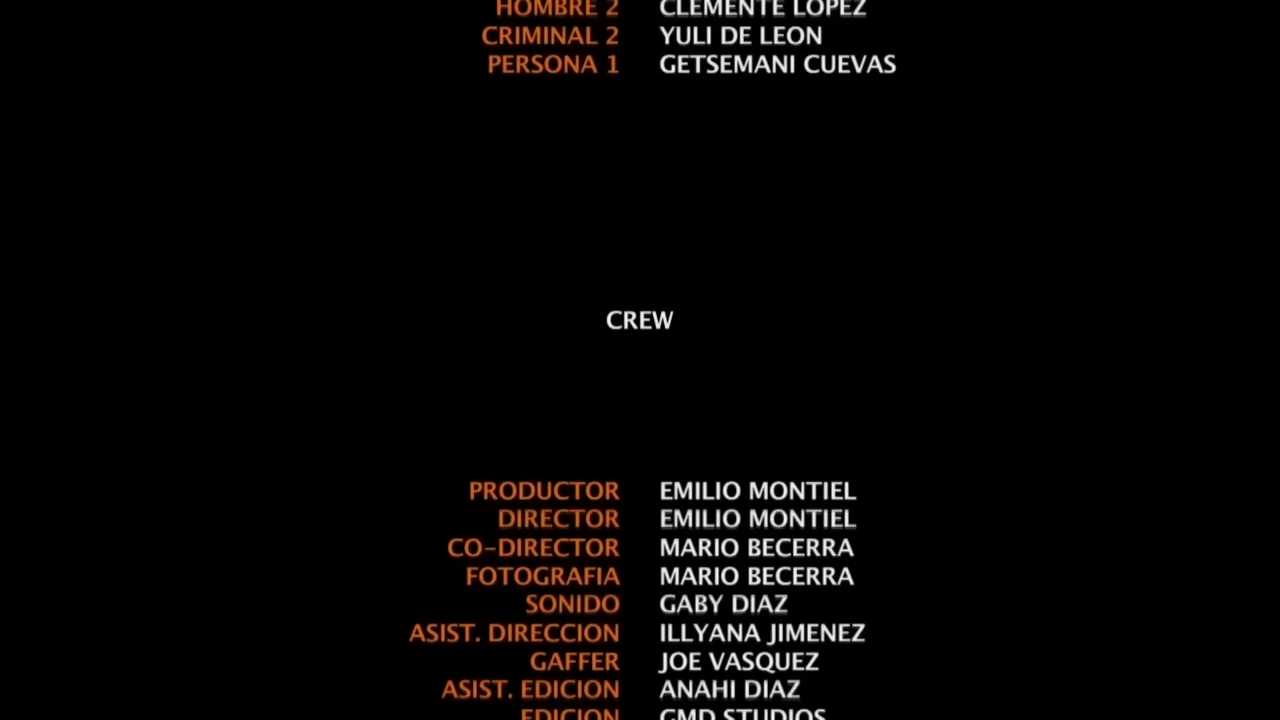 HOMBRE 2 CLEMENTE LOPEZ
CRIMINAL 2 YULI DE LEON
PERSONA 1 GETSEMANI CUEVAS
CREW
PRODUCTOR EMILIO MONTIEL
DIRECTOR EMILIO MONTIEL
CO-DIRECTOR MARIO BECERRA
FOTOGRAFIA MARIO BECERRA
SONIDO GABY DIAZ
ASIST. DIRECCION ILLYANA JIMENEZ
GAFFER JOE VASQUEZ
ASIST. EDICION ANAHI DIAZ
EDICION GMD STUDIOS